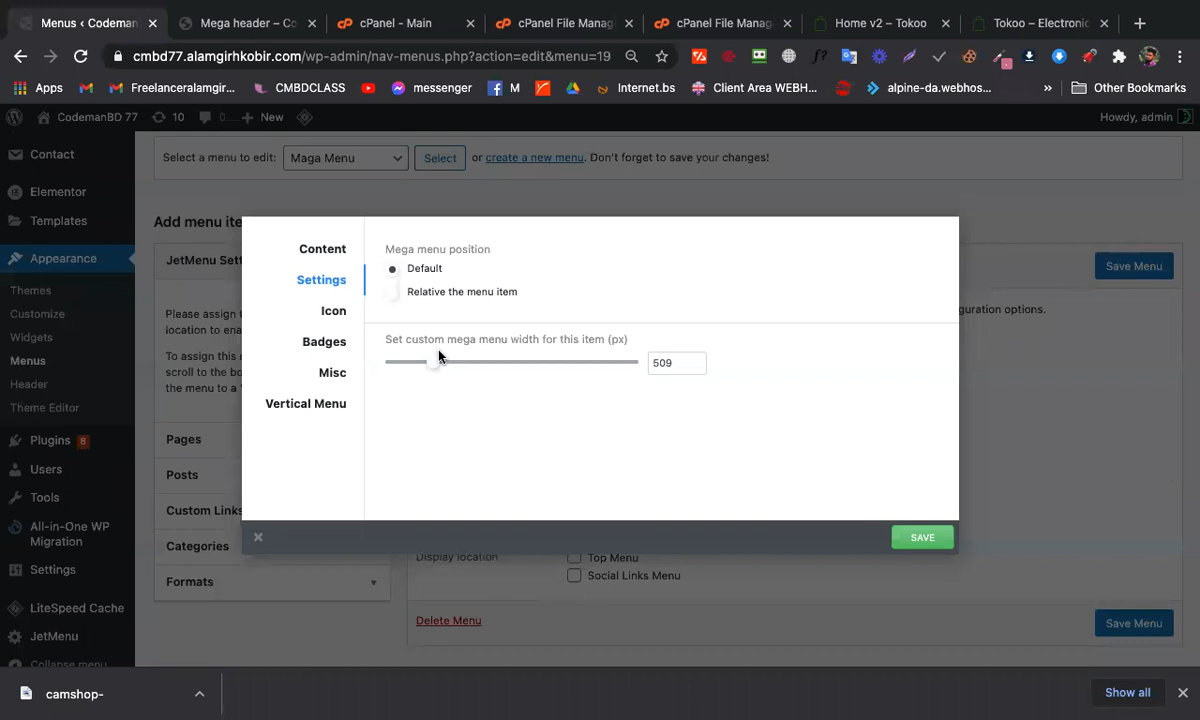 Menus ‹ Codeman
Mega header – Co
cPanel - Main
cPanel File Manag
cPanel File Manag
Home v2 – Tokoo
Tokoo – Electronic
cmbd77.alamgirhkobir.com/wp-admin/nav-menus.php?action=edit&menu=19
Apps
Freelanceralamgir...
CMBDCLASS
messenger
M
Internet.bs
Client Area WEBH...
alpine-da.webhos...
»
Other Bookmarks
CodemanBD 77
10
0
New
Howdy, admin
Contact
Elementor
Templates
Appearance
Themes
Customize
Widgets
Menus
Header
Theme Editor
Plugins 8
Users
Tools
All-in-One WP
Migration
Settings
LiteSpeed Cache
JetMenu
Collapse menu
Select a menu to edit:
Maga Menu
Select
or create a new menu. Don't forget to save your changes!
Add menu ite
JetMenu Sett
Please assign t
location to ena
To assign this
scroll to the bo
the menu to a '
Pages
Posts
Custom Links
Categories
Formats
Save Menu
guration options.
Content
Settings
Icon
Badges
Misc
Vertical Menu
Mega menu position
Default
Relative the menu item
Set custom mega menu width for this item (px)
509
SAVE
Display location
Top Menu
Social Links Menu
Delete Menu
Save Menu
camshop-
Show all